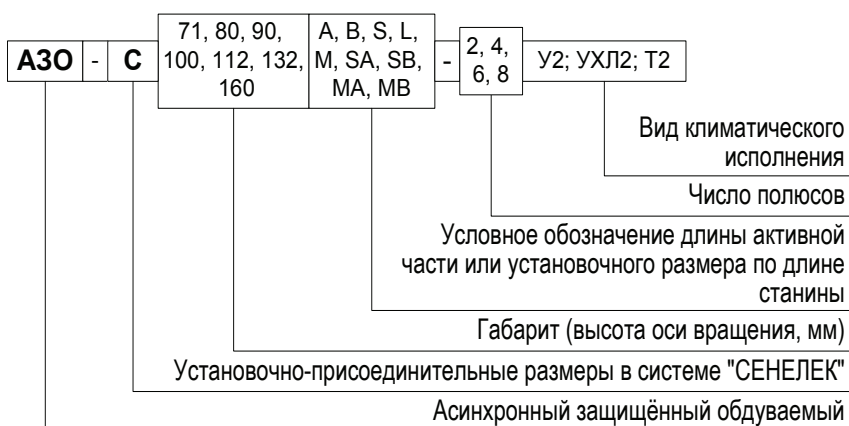 АЗО - С 71, 80, 90, 100, 112, 132, 160 A, B, S, L, M, SA, SB, MA, MB - 2, 4, 6, 8 У2; УХЛ2; Т2
Вид климатического
исполнения
Число полюсов
Условное обозначение длины активной
части или установочного размера по длине
станины
Габарит (высота оси вращения, мм)
Установочно-присоединительные размеры в системе "СЕНЕЛЕК"
Асинхронный защищённый обдуваемый